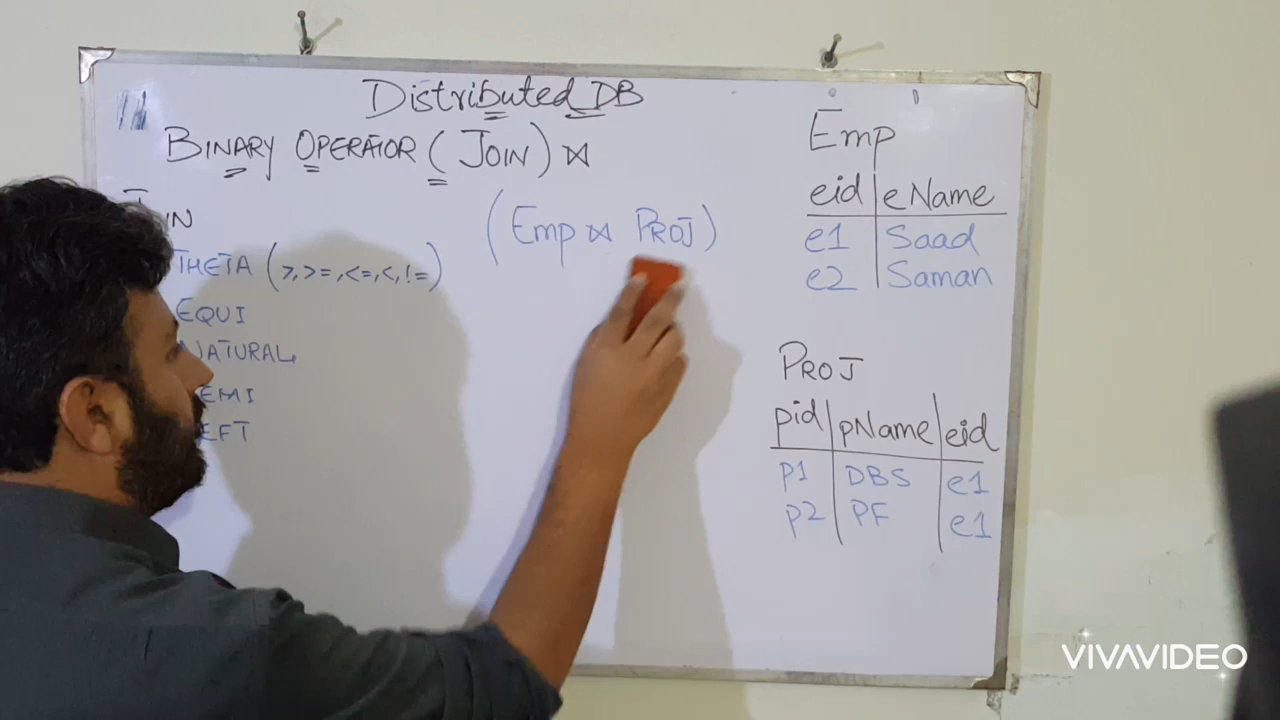 Distributed DB
BINARY OPERATOR (JOIN) ⋈
(Emp ⋈ PROJ)
THETA (>, >=, <=, <, !=)
EQUI
NATURAL
Emp
eid eName
e1 Saad
e2 Saman
PROJ
pid pName eid
p1 DBS e1
p2 PF e1
VIVAVIDEO